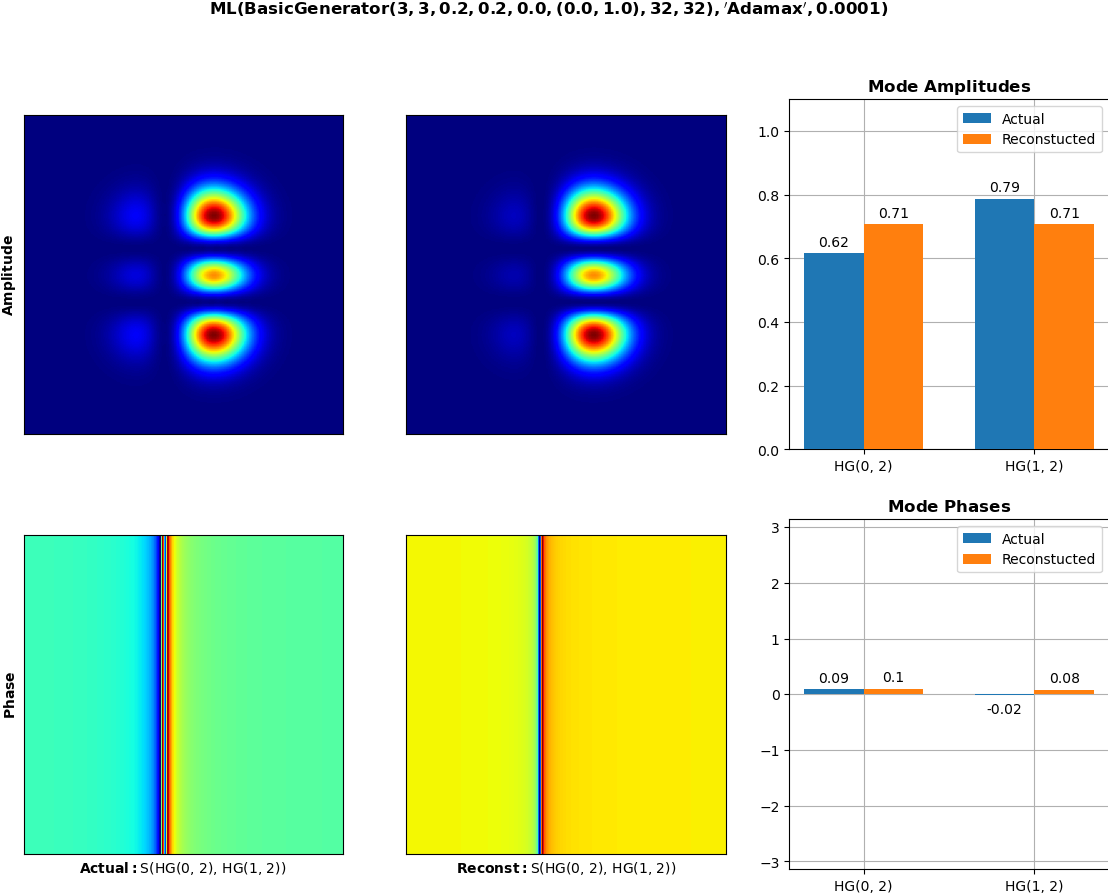 ML(BasicGenerator(3, 3, 0.2, 0.2, 0.0, (0.0, 1.0), 32, 32), ′Adamax′, 0.0001)
Amplitude
Mode Amplitudes
Actual
Reconstucted
1.0
0.8
0.6
0.4
0.2
0.0
0.62
0.71
0.79
0.71
HG(0, 2)
HG(1, 2)
Phase
Actual: S(HG(0, 2), HG(1, 2))
Reconst: S(HG(0, 2), HG(1, 2))
Mode Phases
Actual
Reconstucted
3
2
1
0
−1
−2
−3
0.09
0.1
-0.02
0.08
HG(0, 2)
HG(1, 2)